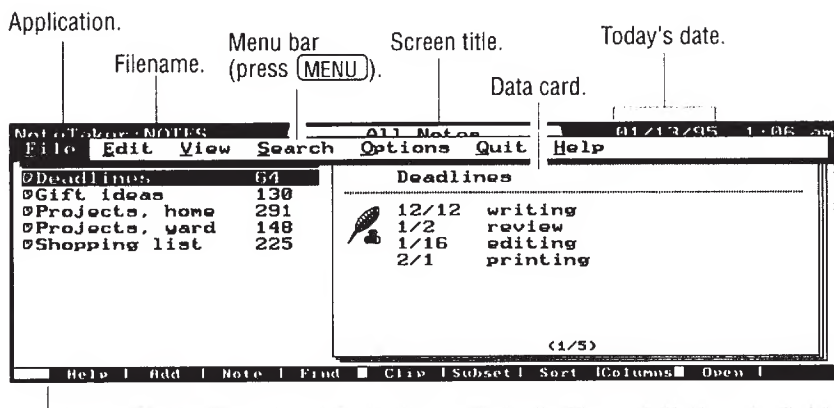 Application.
Filename.
Menu bar
(press MENU).
Screen title.
Data card.
Today's date.
NoteTaker:NOTES All Notes 01/13/95 1:06 am
File Edit View Search Options Quit Help
Deadlines 64
Gift ideas 130
Projects, home 291
Projects, yard 148
Shopping list 225
Deadlines
12/12 writing
1/2 review
1/16 editing
2/1 printing
(1/5)
Help | Add | Note | Find | Clip | Subset | Sort | Columns | Open |